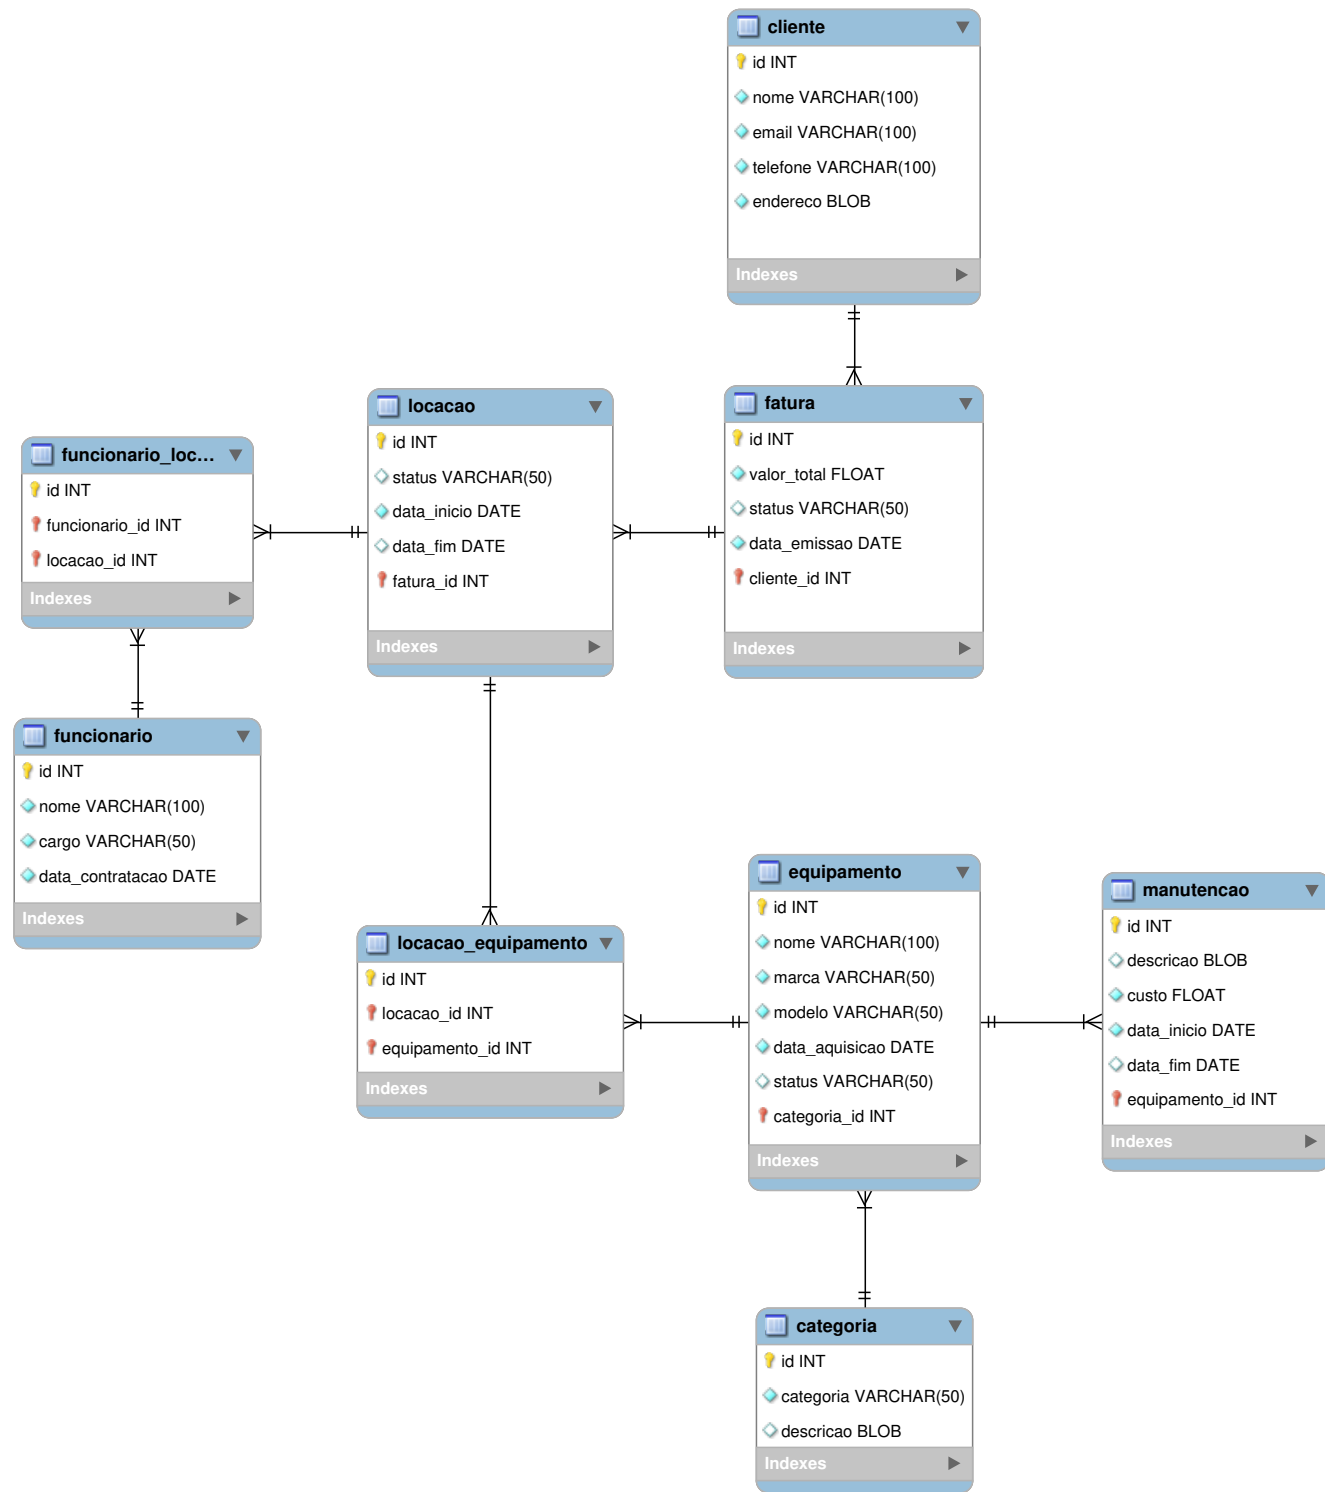 cliente
id INT
nome VARCHAR(100)
email VARCHAR(100)
telefone VARCHAR(100)
endereco BLOB
Indexes
locacao
id INT
status VARCHAR(50)
data_inicio DATE
data_fim DATE
fatura_id INT
Indexes
fatura
id INT
valor_total FLOAT
status VARCHAR(50)
data_emissao DATE
cliente_id INT
Indexes
funcionario_loc...
id INT
funcionario_id INT
locacao_id INT
Indexes
funcionario
id INT
nome VARCHAR(100)
cargo VARCHAR(50)
data_contratacao DATE
Indexes
locacao_equipamento
id INT
locacao_id INT
equipamento_id INT
Indexes
equipamento
id INT
nome VARCHAR(100)
marca VARCHAR(50)
modelo VARCHAR(50)
data_aquisicao DATE
status VARCHAR(50)
categoria_id INT
Indexes
manutencao
id INT
descricao BLOB
custo FLOAT
data_inicio DATE
data_fim DATE
equipamento_id INT
Indexes
categoria
id INT
categoria VARCHAR(50)
descricao BLOB
Indexes